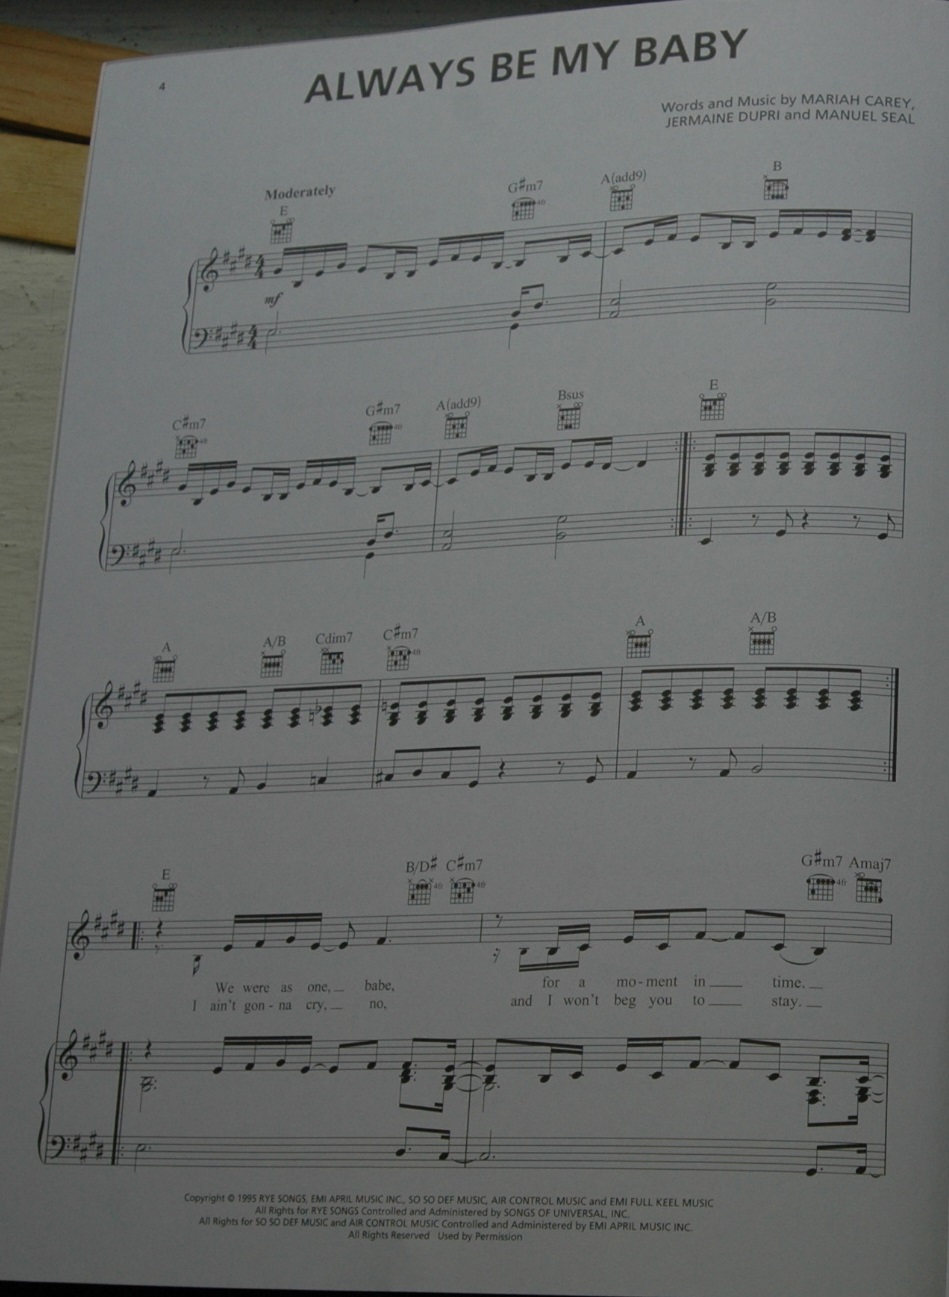 4
ALWAYS BE MY BABY
Words and Music by MARIAH CAREY,
JERMAINE DUPRI and MANUEL SEAL
Moderately
E G#m7 A(add9) B
mf
C#m7 G#m7 A(add9) Bsus E
A A/B Cdim7 C#m7 A A/B
E B/D# C#m7 G#m7 Amaj7
We were as one, babe, for a mo - ment in time.
I ain't gon - na cry, no, and I won't beg you to stay.
Copyright © 1995 RYE SONGS, EMI APRIL MUSIC INC., SO SO DEF MUSIC, AIR CONTROL MUSIC and EMI FULL KEEL MUSIC
All Rights for RYE SONGS Controlled and Administered by SONGS OF UNIVERSAL, INC.
All Rights for SO SO DEF MUSIC and AIR CONTROL MUSIC Controlled and Administered by EMI APRIL MUSIC INC.
All Rights Reserved Used by Permission